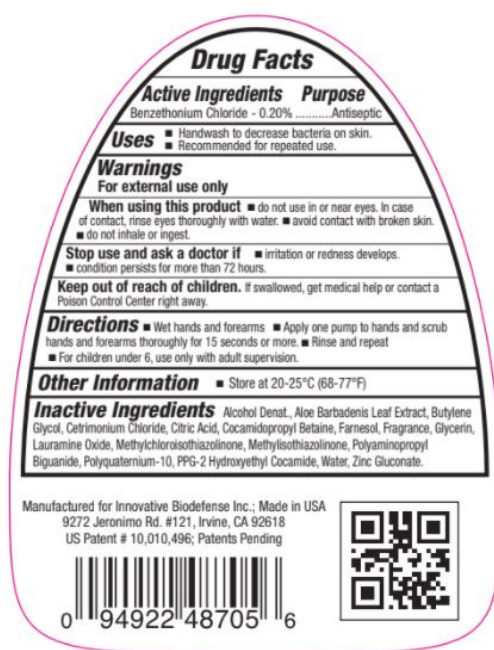 Drug Facts
Active Ingredients Purpose
Benzethonium Chloride - 0.20% ...........Antiseptic
Uses ■ Handwash to decrease bacteria on skin.
■ Recommended for repeated use.
Warnings
For external use only
When using this product ■ do not use in or near eyes. In case
of contact, rinse eyes thoroughly with water. ■ avoid contact with broken skin.
■ do not inhale or ingest.
Stop use and ask a doctor if ■ irritation or redness develops.
■ condition persists for more than 72 hours.
Keep out of reach of children. If swallowed, get medical help or contact a
Poison Control Center right away.
Directions ■ Wet hands and forearms ■ Apply one pump to hands and scrub
hands and forearms thoroughly for 15 seconds or more. ■ Rinse and repeat
■ For children under 6, use only with adult supervision.
Other Information ■ Store at 20-25°C (68-77°F)
Inactive Ingredients Alcohol Denat., Aloe Barbadenis Leaf Extract, Butylene
Glycol, Cetrimonium Chloride, Citric Acid, Cocamidopropyl Betaine, Farnesol, Fragrance, Glycerin,
Lauramine Oxide, Methylchloroisothiazolinone, Methylisothiazolinone, Polyaminopropyl
Biguanide, Polyquaternium-10, PPG-2 Hydroxyethyl Cocamide, Water, Zinc Gluconate.
Manufactured for Innovative Biodefense Inc.; Made in USA
9272 Jeronimo Rd. #121, Irvine, CA 92618
US Patent # 10,010,496; Patents Pending
0 94922 48705 6